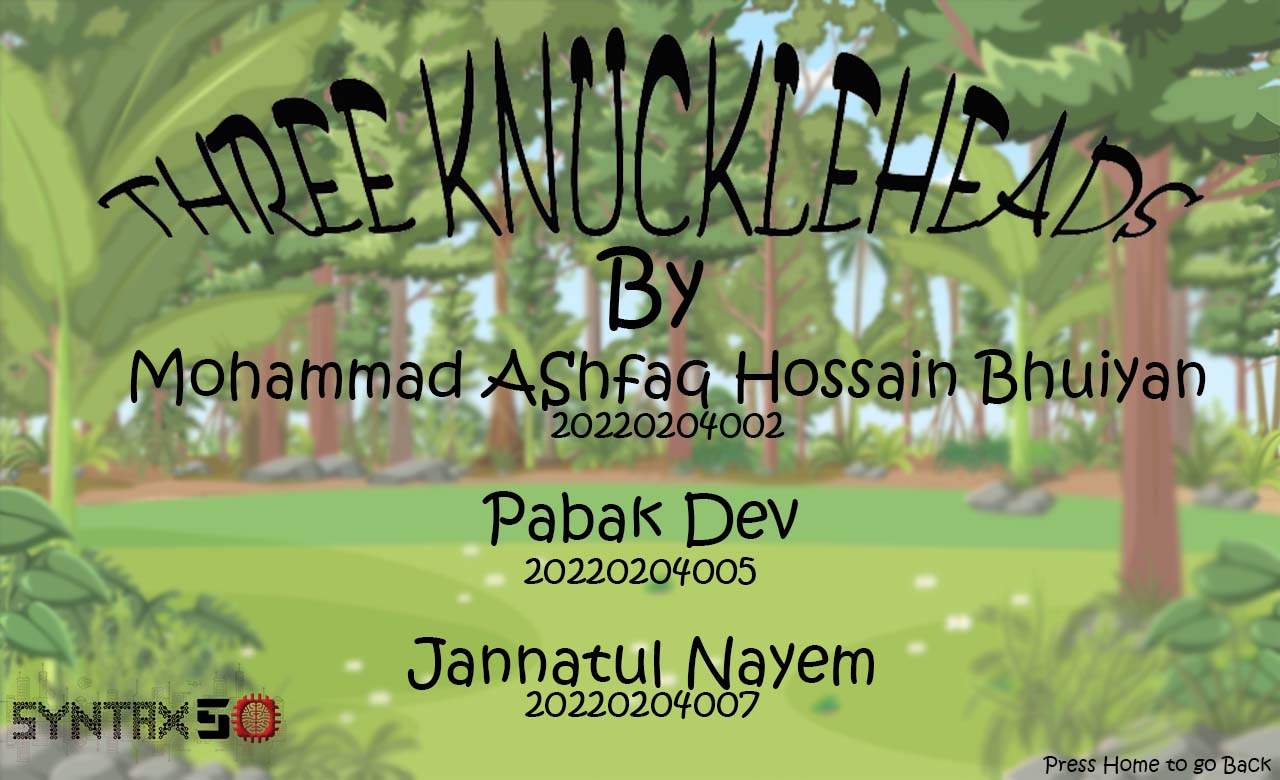 THREE KNUCKLEHEADS
By
Mohammad AShfaq Hossain Bhuiyan
20220204002
Pabak Dev
20220204005
Jannatul Nayem
20220204007
SYNTAX 50
Press Home to go Back